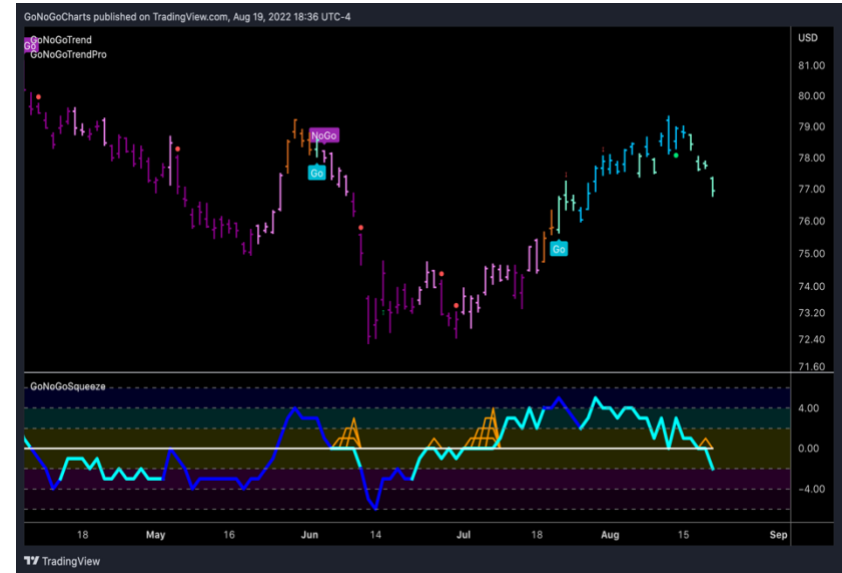 GoNoGoCharts published on TradingView.com, Aug 19, 2022 18:36 UTC-4
GoNoGoTrend
Go
GoNoGoTrendPro
USD
81.00
80.00
79.00
NoGo
78.00
Go
77.00
76.00
Go
75.00
74.00
73.20
72.40
71.60
GoNoGoSqueeze
4.00
0.00
−4.00
18 May 16 Jun 14 Jul 18 Aug 15 Sep
TradingView